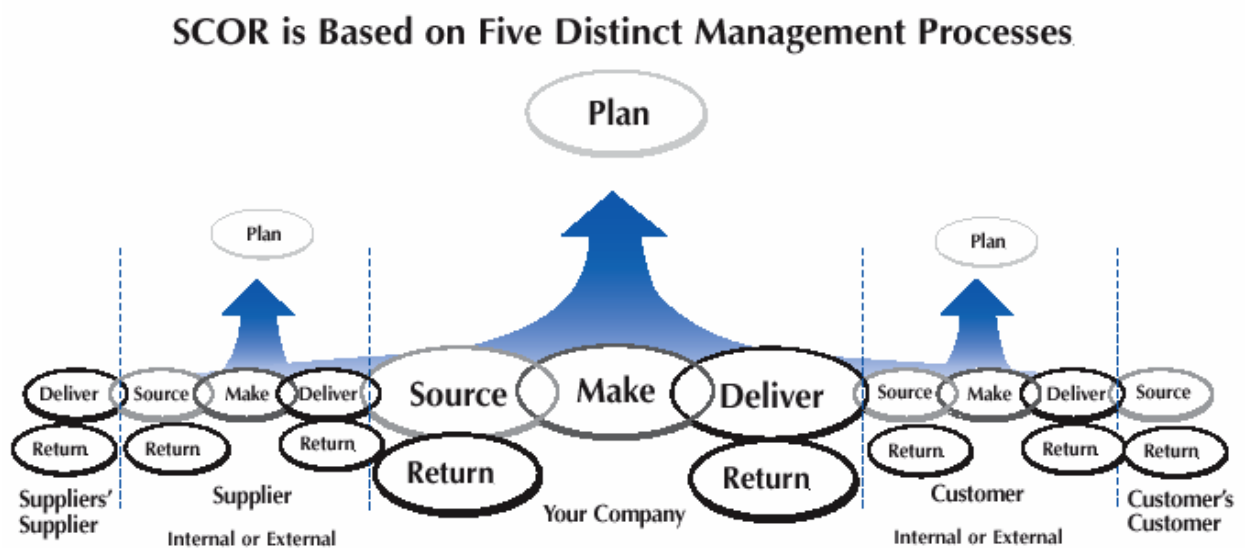 SCOR is Based on Five Distinct Management Processes
Plan
Plan
Plan
Deliver
Source
Make
Deliver
Source
Make
Deliver
Source
Make
Deliver
Source
Return
Return
Return
Return
Return
Return
Return
Return
Suppliers'
Supplier
Supplier
Internal or External
Your Company
Customer
Internal or External
Customer's
Customer